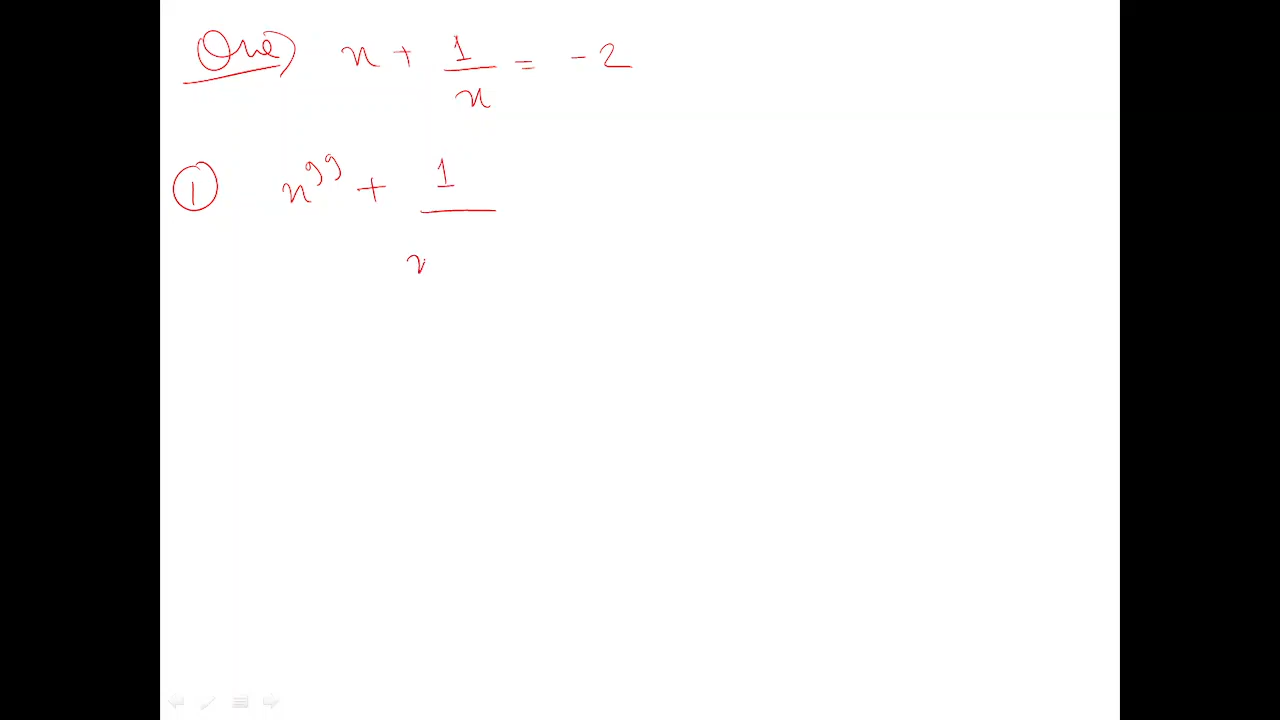 Que) x + 1/x = -2
① x^99 + 1/x